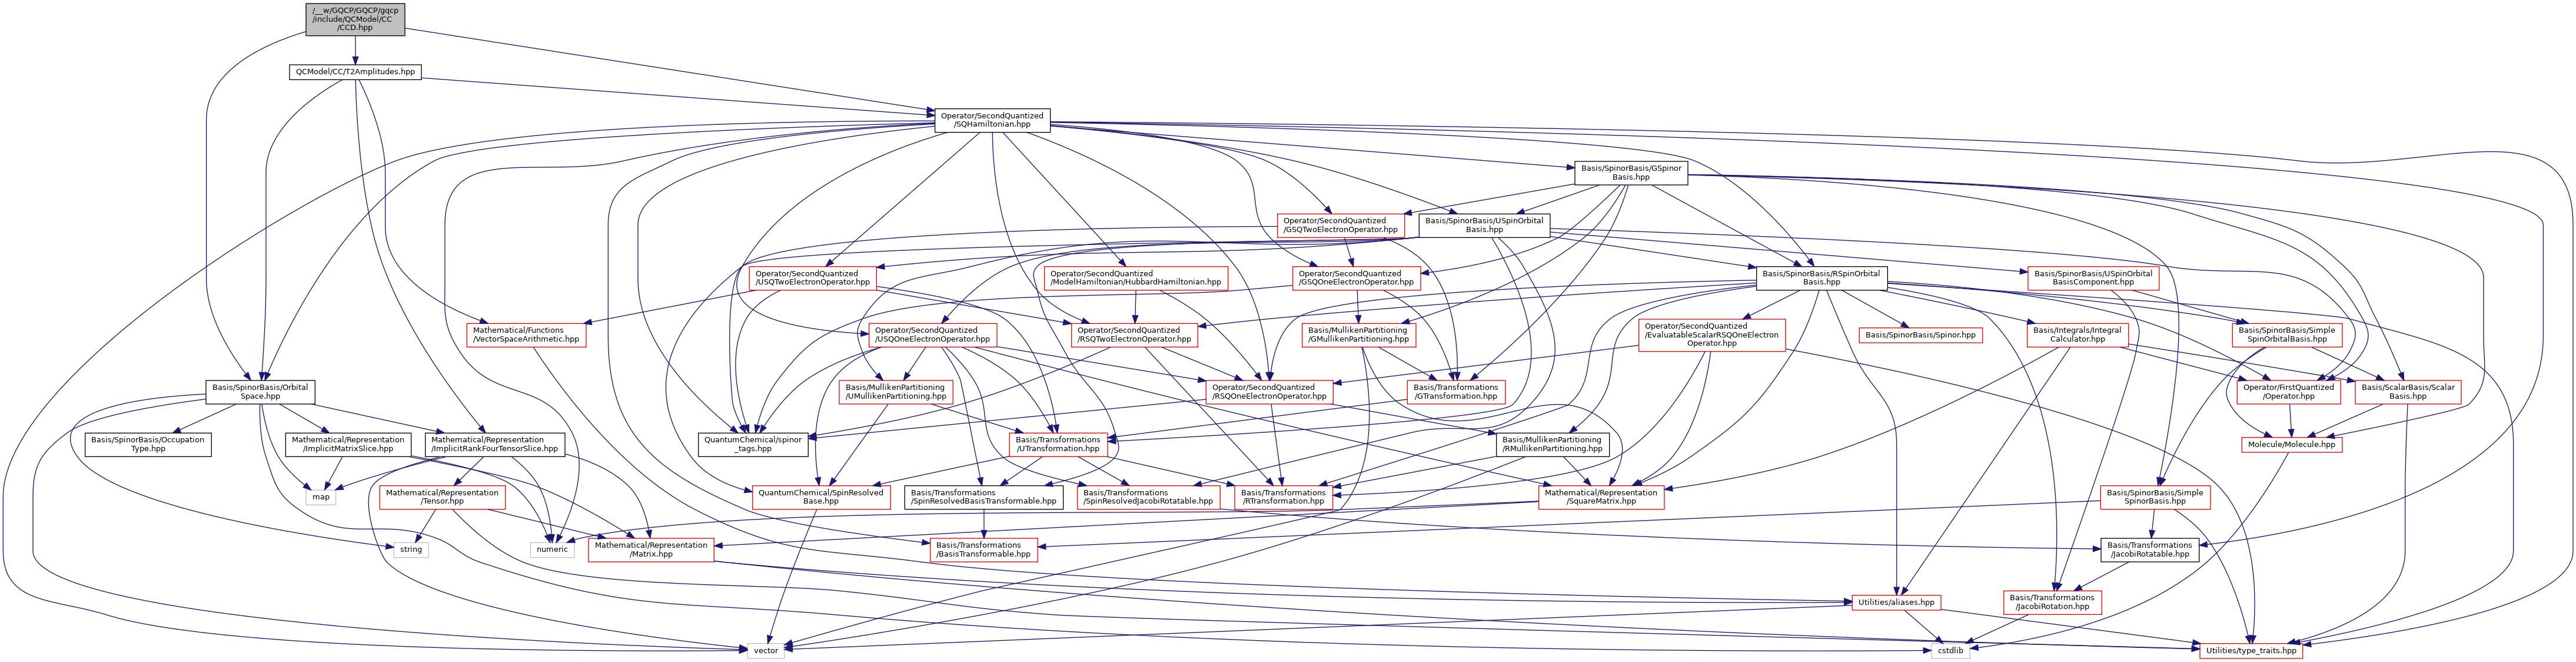 /__w/GQCP/GQCP/gqcp
/include/QCModel/CC
/CCD.hpp
QCModel/CC/T2Amplitudes.hpp
Operator/SecondQuantized
/SQHamiltonian.hpp
Basis/SpinorBasis/GSpinor
Basis.hpp
Operator/SecondQuantized
/GSQTwoElectronOperator.hpp
Basis/SpinorBasis/USpinOrbital
Basis.hpp
Operator/SecondQuantized
/USQTwoElectronOperator.hpp
Operator/SecondQuantized
/ModelHamiltonian/HubbardHamiltonian.hpp
Operator/SecondQuantized
/GSQOneElectronOperator.hpp
Basis/SpinorBasis/RSpinOrbital
Basis.hpp
Basis/SpinorBasis/USpinOrbital
BasisComponent.hpp
Mathematical/Functions
/VectorSpaceArithmetic.hpp
Operator/SecondQuantized
/USQOneElectronOperator.hpp
Operator/SecondQuantized
/RSQTwoElectronOperator.hpp
Basis/MullikenPartitioning
/GMullikenPartitioning.hpp
Operator/SecondQuantized
/EvaluatableScalarRSQOneElectron
Operator.hpp
Basis/SpinorBasis/Spinor.hpp
Basis/Integrals/Integral
Calculator.hpp
Basis/SpinorBasis/Simple
SpinOrbitalBasis.hpp
Basis/SpinorBasis/Orbital
Space.hpp
Basis/MullikenPartitioning
/UMullikenPartitioning.hpp
Operator/SecondQuantized
/RSQOneElectronOperator.hpp
Basis/Transformations
/GTransformation.hpp
Operator/FirstQuantized
/Operator.hpp
Basis/ScalarBasis/Scalar
Basis.hpp
Basis/SpinorBasis/Occupation
Type.hpp
Mathematical/Representation
/ImplicitMatrixSlice.hpp
Mathematical/Representation
/ImplicitRankFourTensorSlice.hpp
QuantumChemical/spinor
_tags.hpp
Basis/Transformations
/UTransformation.hpp
Basis/MullikenPartitioning
/RMullikenPartitioning.hpp
Molecule/Molecule.hpp
map
Mathematical/Representation
/Tensor.hpp
QuantumChemical/SpinResolved
Base.hpp
Basis/Transformations
/SpinResolvedBasisTransformable.hpp
Basis/Transformations
/SpinResolvedJacobiRotatable.hpp
Basis/Transformations
/RTransformation.hpp
Mathematical/Representation
/SquareMatrix.hpp
Basis/SpinorBasis/Simple
SpinorBasis.hpp
string
numeric
Mathematical/Representation
/Matrix.hpp
Basis/Transformations
/BasisTransformable.hpp
Basis/Transformations
/JacobiRotatable.hpp
Utilities/aliases.hpp
Basis/Transformations
/JacobiRotation.hpp
vector
cstdlib
Utilities/type_traits.hpp